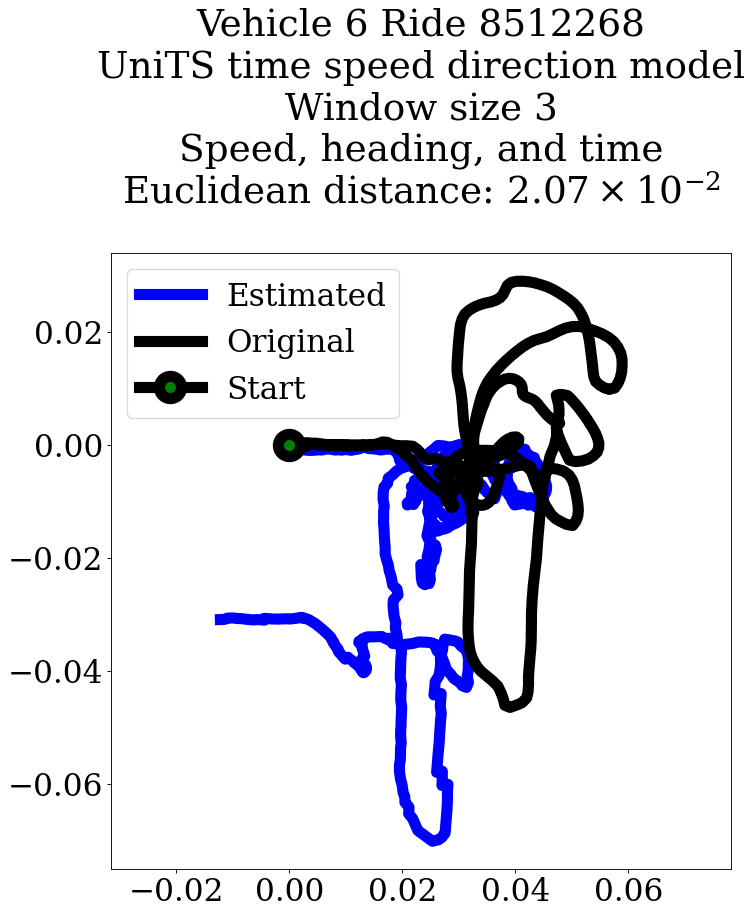 Vehicle 6 Ride 8512268
UniTS time speed direction model
Window size 3
Speed, heading, and time
Euclidean distance: 2.07 × 10⁻²
Estimated
Original
Start
0.02
0.00
−0.02
−0.04
−0.06
−0.02 0.00 0.02 0.04 0.06